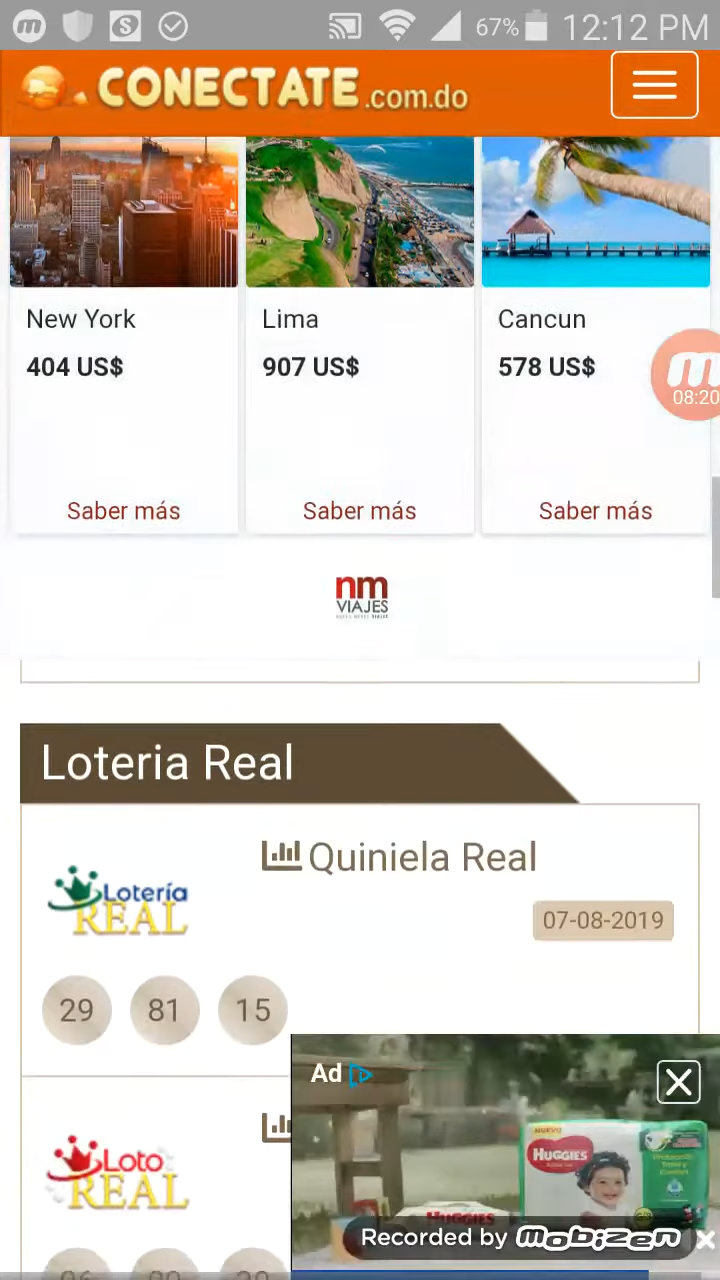 67% 12:12 PM
CONECTATE.com.do
New York
404 US$
Saber más
Lima
907 US$
Saber más
Cancun
578 US$
Saber más
08:20
nm
VIAJES
Loteria Real
Lotería
REAL
Quiniela Real
07-08-2019
29 81 15
Loto
REAL
Ad
NUEVO
HUGGIES
HUGGIES
Recorded by mobizen